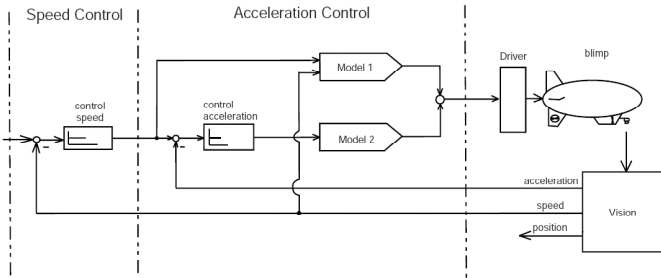 Speed Control
Acceleration Control
Driver
blimp
Model 1
control
speed
control
acceleration
Model 2
acceleration
speed
Vision
position